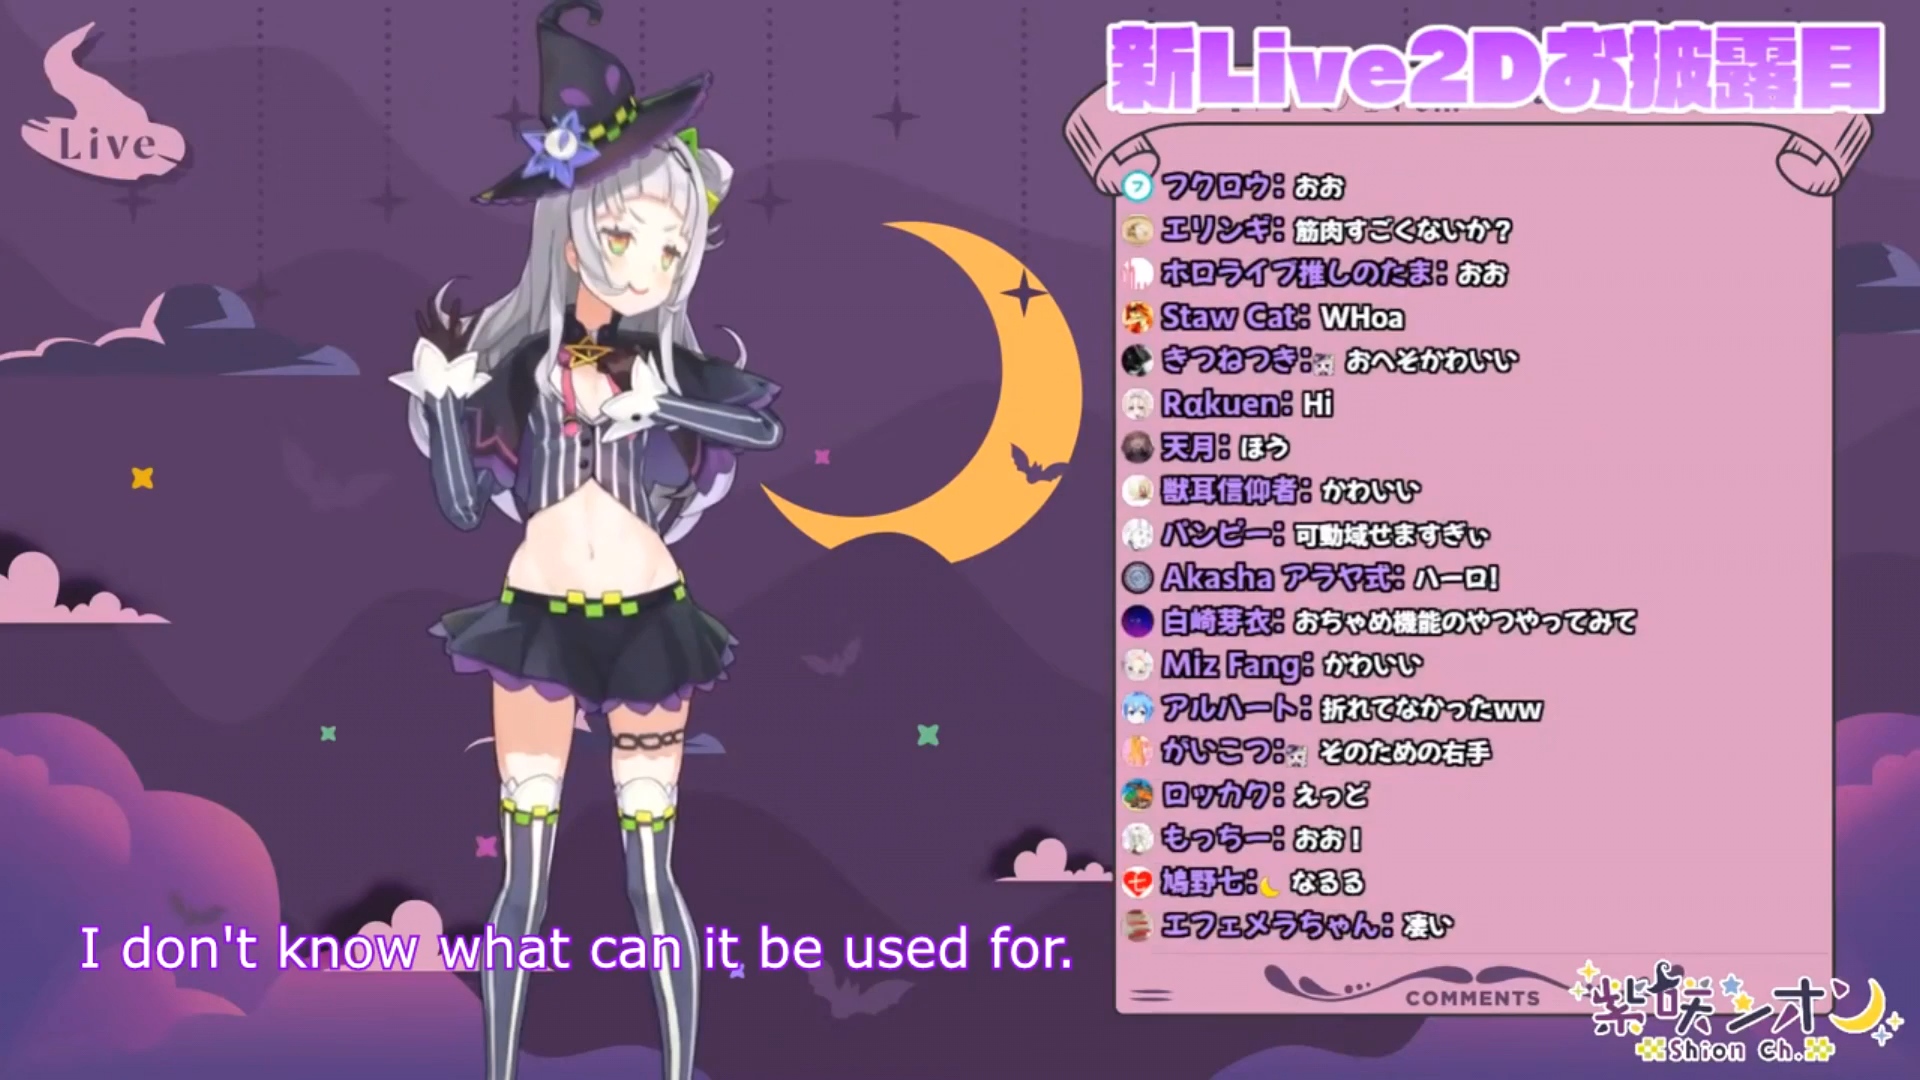 Live
新Live2Dお披露目
フクロウ: おお
エリンギ: 筋肉すごくないか?
ホロライブ推しのたま: おお
Staw Cat: WHoa
きつねつき: おへそかわいい
Rαkuen: Hi
天月: ほう
獣耳信仰者: かわいい
バンビー: 可動域せますぎぃ
Akasha アラヤ式: ハーロ!
白崎芽衣: おちゃめ機能のやつやってみて
Miz Fang: かわいい
アルハート: 折れてなかったww
がいこつ: そのための右手
ロッカク: えっど
もっちー: おお!
鳩野七: なるる
エフェメラちゃん: 凄い
I don't know what can it be used for.
COMMENTS
紫咲シオン
Shion Ch.